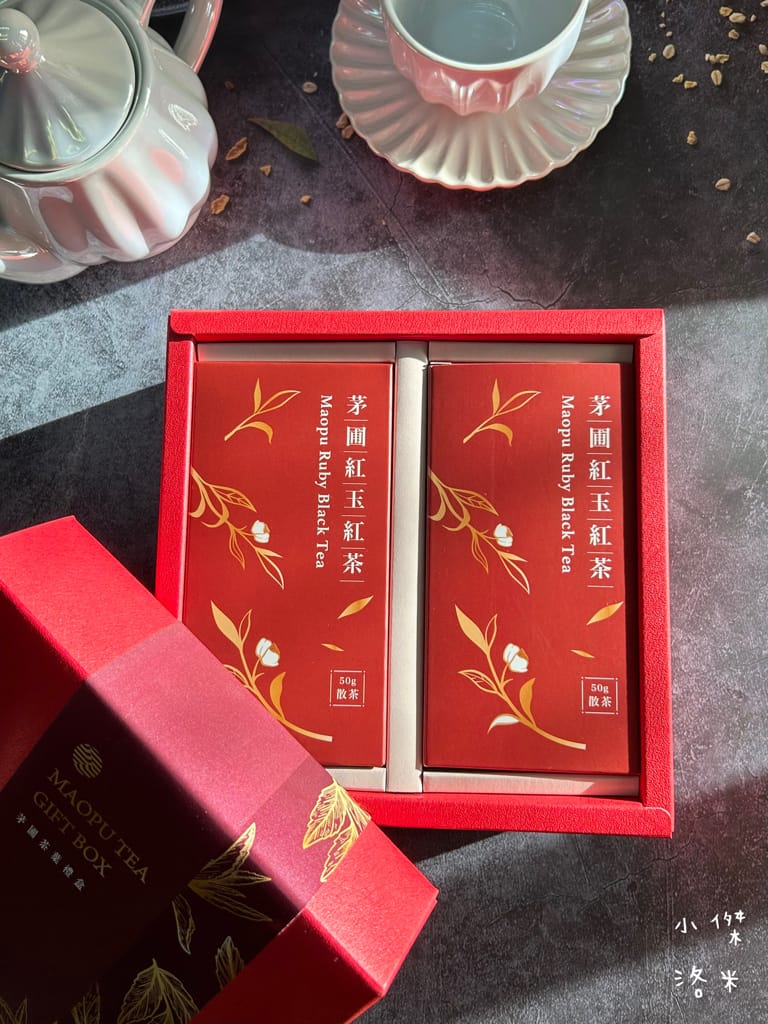 茅圃紅玉紅茶
Maopu Ruby Black Tea
50g
散茶
茅圃紅玉紅茶
Maopu Ruby Black Tea
50g
散茶
MAOPU TEA
GIFT BOX
茅圃茶葉禮盒
小傑
洛米